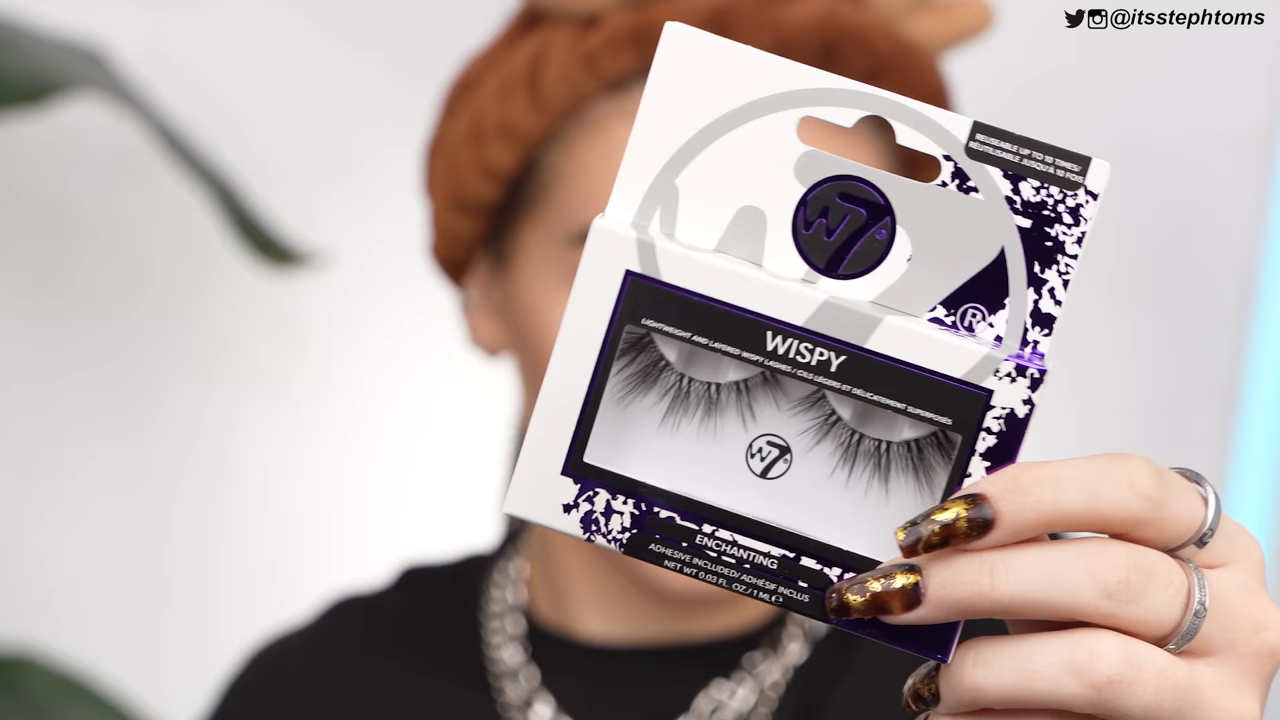 @itsstephtoms
REUSEABLE UP TO 10 TIMES/
RÉUTILISABLE JUSQU'À 10 FOIS
W7
®
WISPY
LIGHTWEIGHT AND LAYERED WISPY LASHES / CILS LÉGERS ET DÉLICATEMENT SUPERPOSÉS
W7
ENCHANTING
ADHESIVE INCLUDED/ ADHÉSIF INCLUS
NET WT 0.03 FL. OZ./ 1 ML ℮